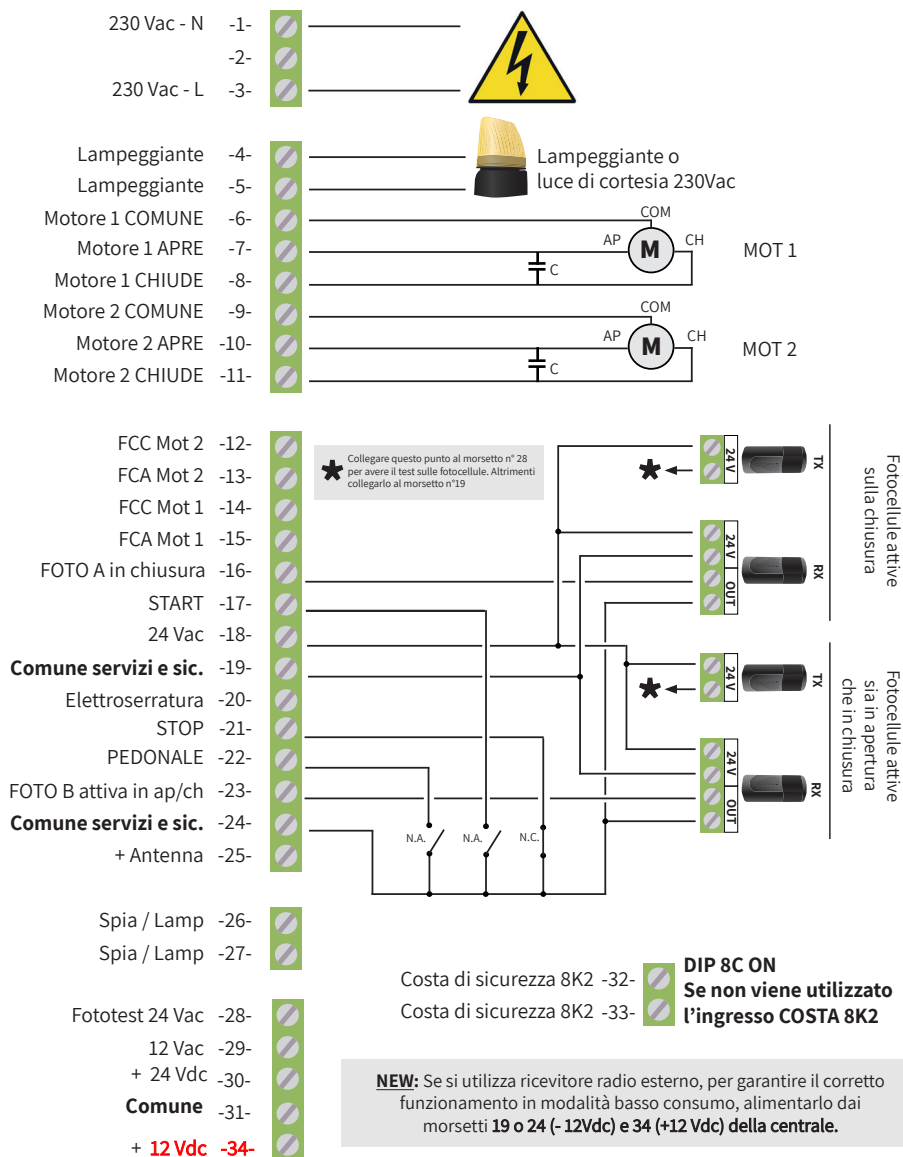 230 Vac - N -1-
-2-
230 Vac - L -3-
Lampeggiante -4-
Lampeggiante -5-
Motore 1 COMUNE -6-
Motore 1 APRE -7-
Motore 1 CHIUDE -8-
Motore 2 COMUNE -9-
Motore 2 APRE -10-
Motore 2 CHIUDE -11-
Lampeggiante o
luce di cortesia 230Vac
COM
AP
M
CH
MOT 1
C
COM
AP
M
CH
MOT 2
C
FCC Mot 2 -12-
FCA Mot 2 -13-
FCC Mot 1 -14-
FCA Mot 1 -15-
FOTO A in chiusura -16-
START -17-
24 Vac -18-
Comune servizi e sic. -19-
Elettroserratura -20-
STOP -21-
PEDONALE -22-
FOTO B attiva in ap/ch -23-
Comune servizi e sic. -24-
+ Antenna -25-
Collegare questo punto al morsetto n° 28
per avere il test sulle fotocellule. Altrimenti
collegarlo al morsetto n°19
24 V
TX
24 V
OUT
RX
Fotocellule attive
sulla chiusura
24 V
TX
24 V
OUT
RX
Fotocellule attive
sia in apertura
che in chiusura
N.A.
N.A.
N.C.
Spia / Lamp -26-
Spia / Lamp -27-
Costa di sicurezza 8K2 -32-
Costa di sicurezza 8K2 -33-
DIP 8C ON
Se non viene utilizzato
l'ingresso COSTA 8K2
Fototest 24 Vac -28-
12 Vac -29-
+ 24 Vdc -30-
Comune -31-
+ 12 Vdc -34-
NEW: Se si utilizza ricevitore radio esterno, per garantire il corretto
funzionamento in modalità basso consumo, alimentarlo dai
morsetti 19 o 24 (- 12Vdc) e 34 (+12 Vdc) della centrale.